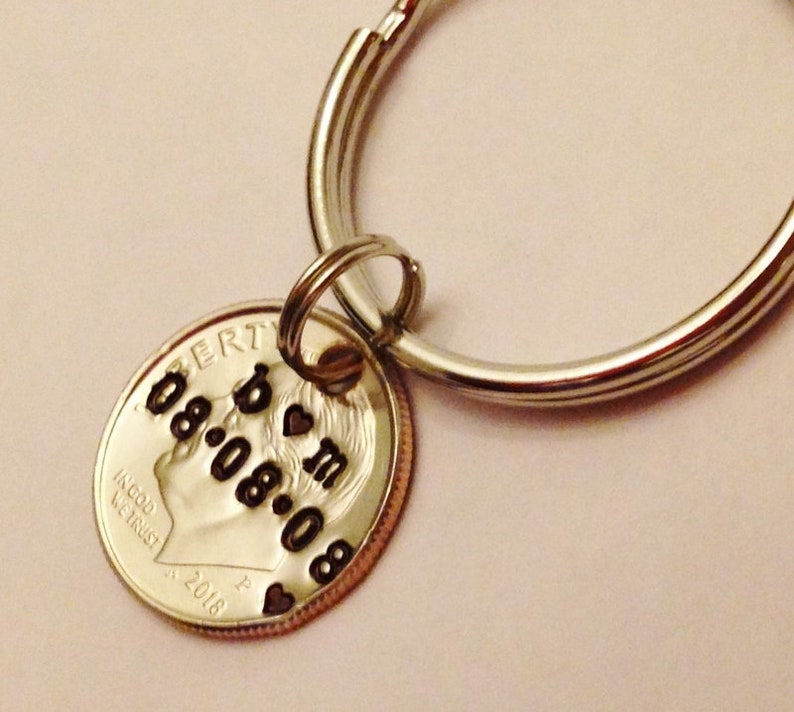 LIBERTY
b♥m
08•08•08
♥
IN GOD
WE TRUST
P
2018